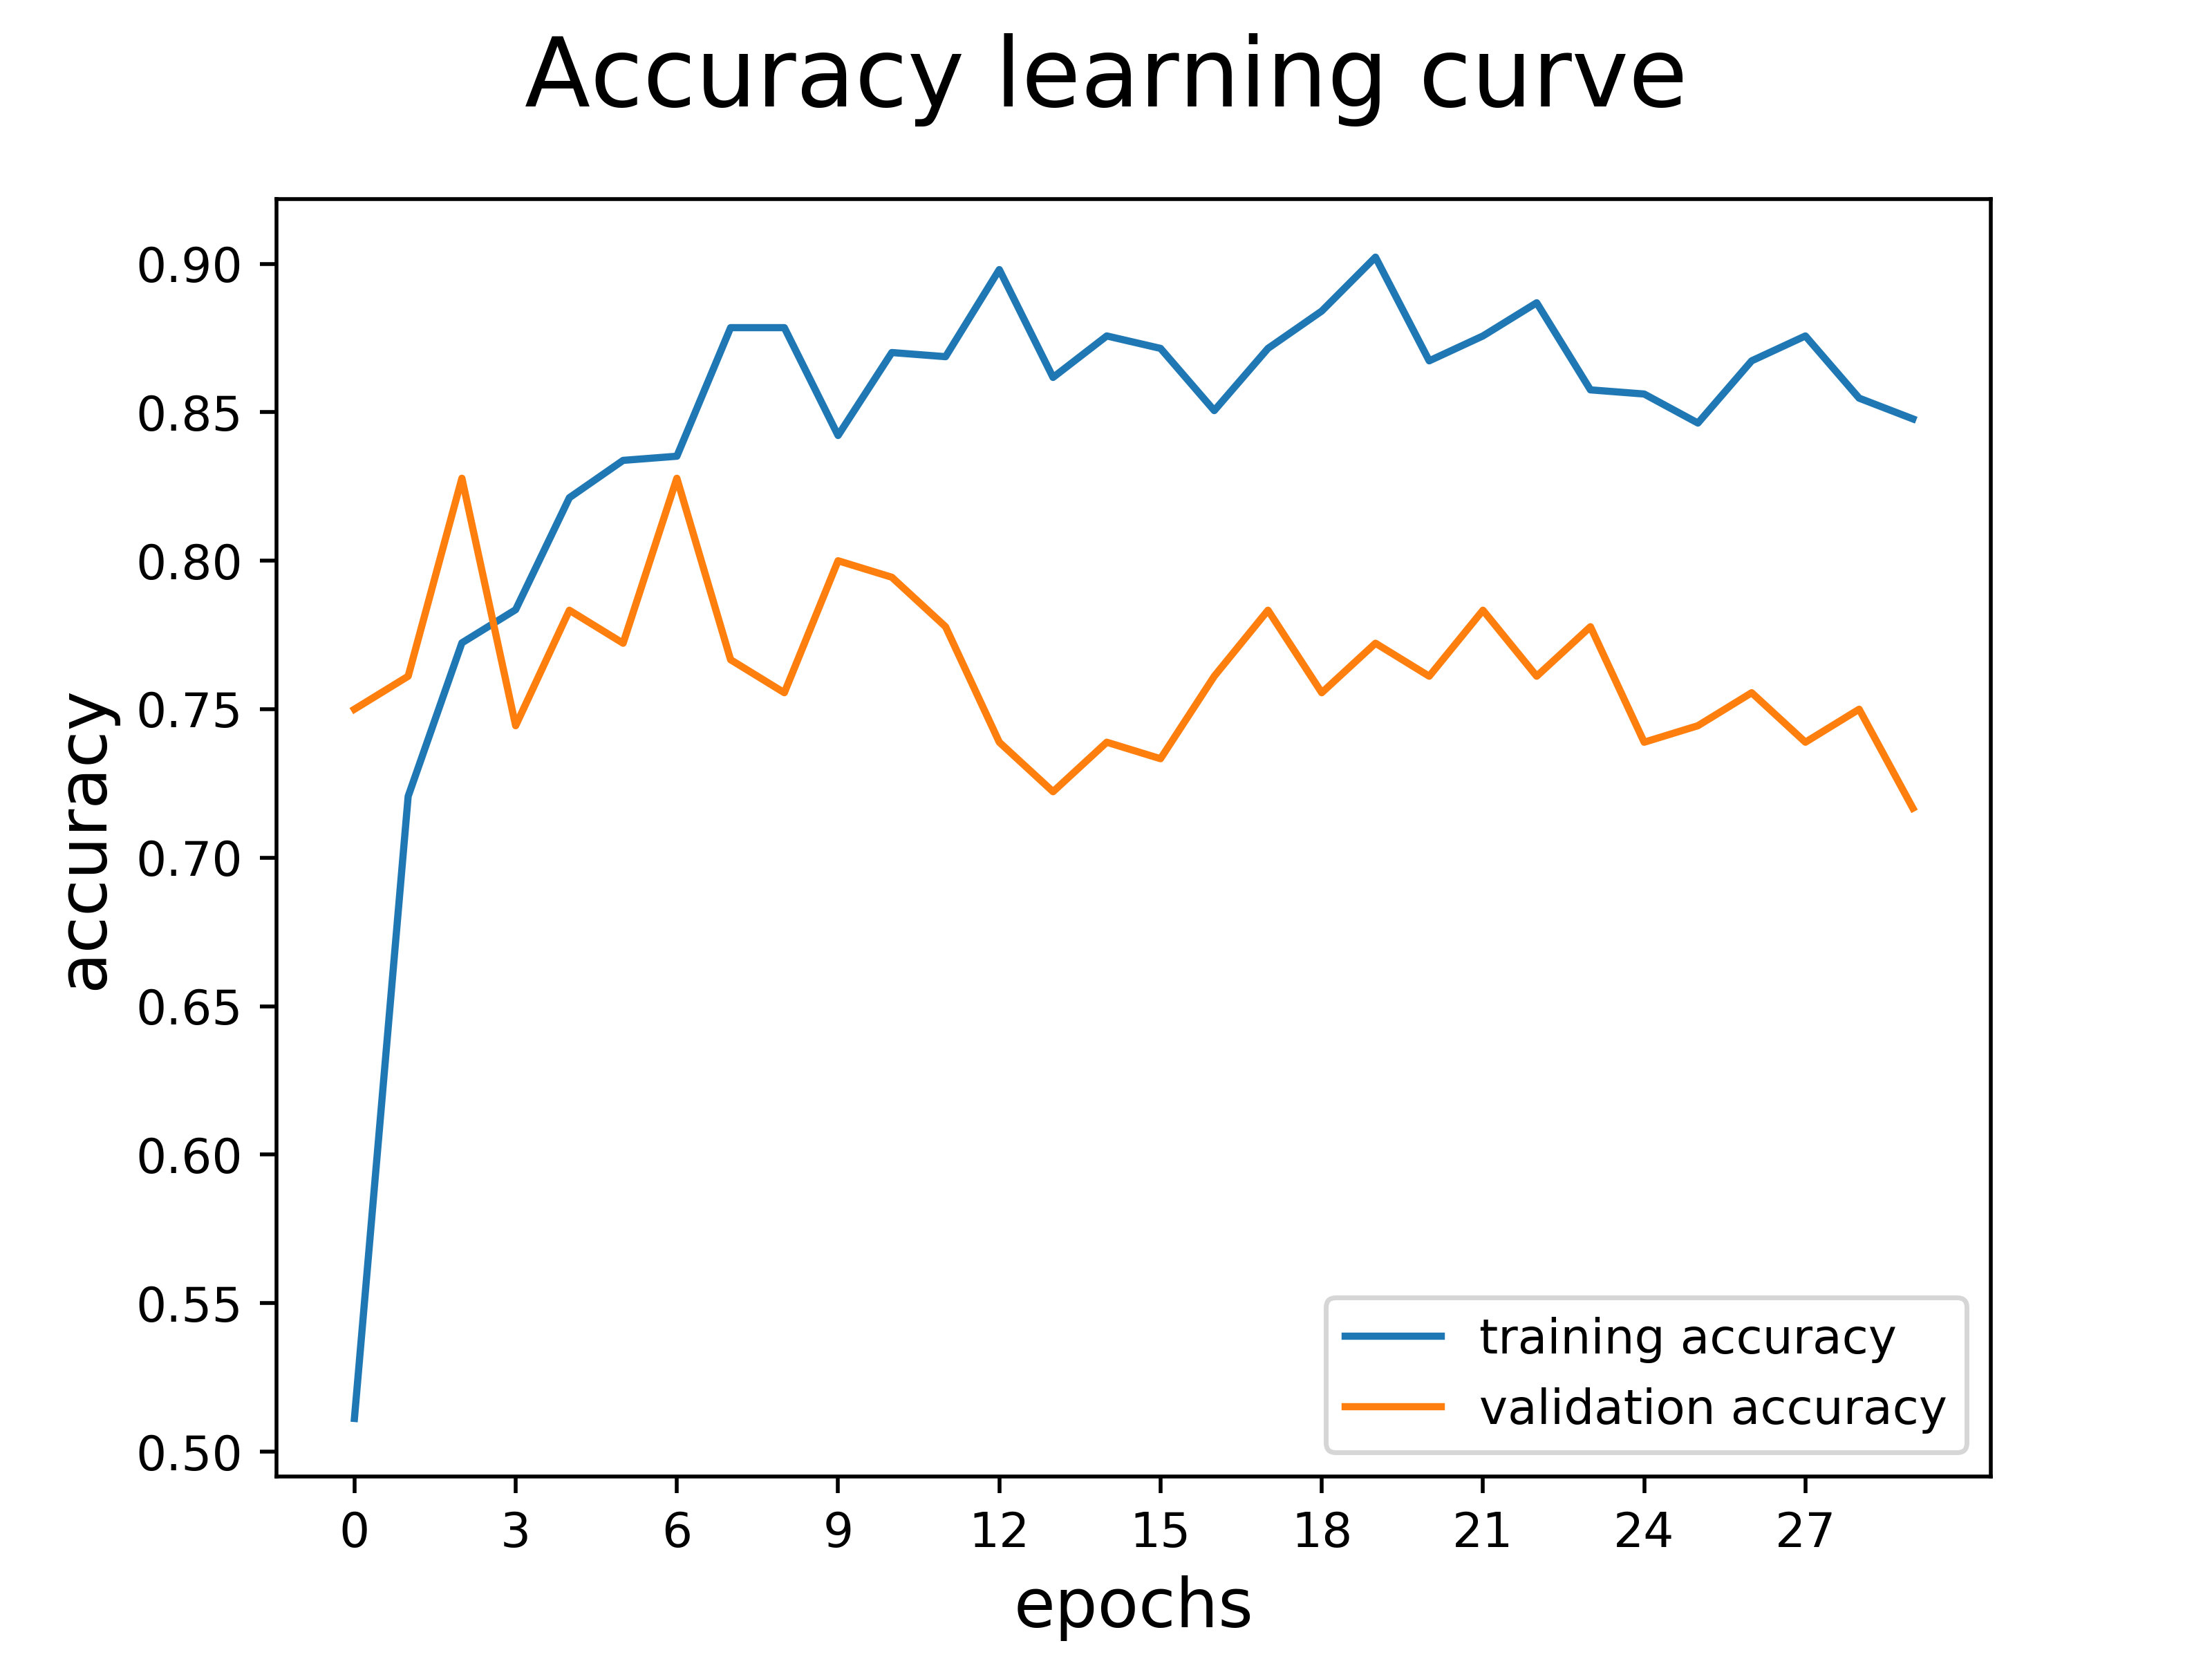 Accuracy learning curve
accuracy
0.90
0.85
0.80
0.75
0.70
0.65
0.60
0.55
0.50
training accuracy
validation accuracy
0 3 6 9 12 15 18 21 24 27
epochs